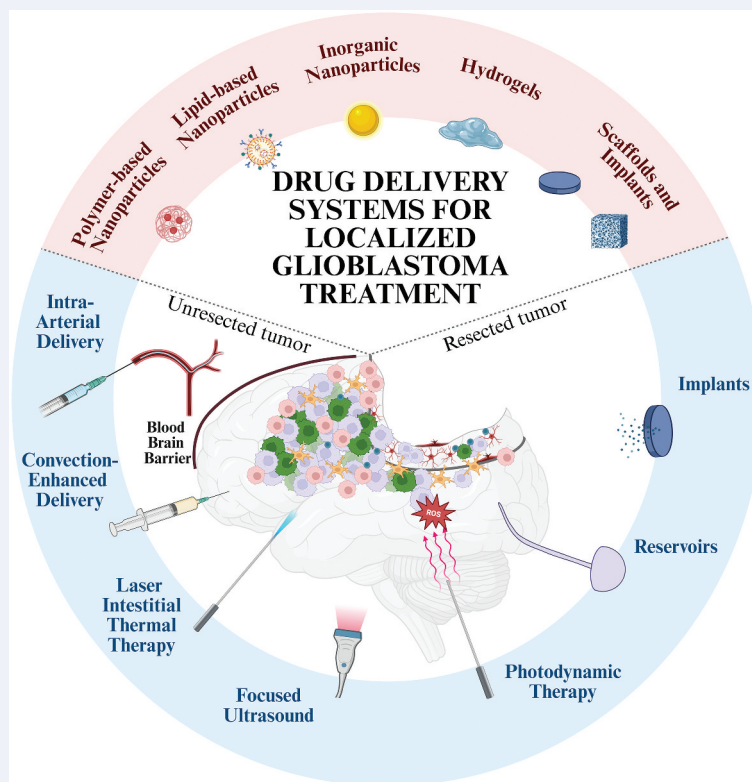 Polymer-based
Nanoparticles
Lipid-based
Nanoparticles
Inorganic
Nanoparticles
Hydrogels
Scaffolds and
Implants
DRUG DELIVERY
SYSTEMS FOR
LOCALIZED
GLIOBLASTOMA
TREATMENT
Unresected tumor
Resected tumor
Intra-
Arterial
Delivery
Blood
Brain
Barrier
Convection-
Enhanced
Delivery
Laser
Intestitial
Thermal
Therapy
Focused
Ultrasound
ROS
Photodynamic
Therapy
Reservoirs
Implants